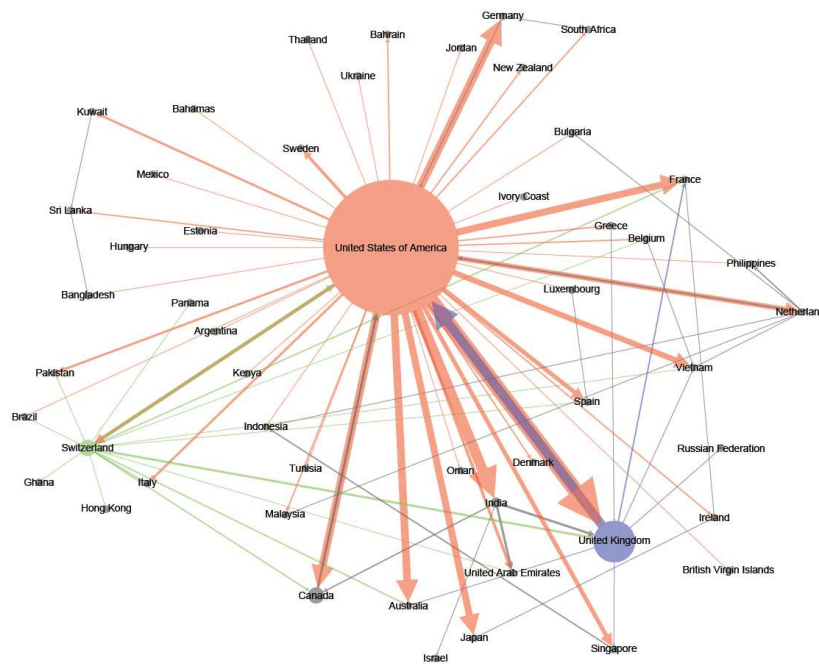 Germany
South Africa
Bahrain
Thailand
Jordan
New Zealand
Ukraine
Kuwait
Bahamas
Bulgaria
Sweden
Mexico
France
Ivory Coast
Sri Lanka
Estonia
Greece
Belgium
Hungary
United States of America
Philippines
Luxembourg
Bangladesh
Panama
Netherlan
Argentina
Pakistan
Kenya
Vietnam
Spain
Brazil
Indonesia
Switzerland
Russian Federation
Denmark
Tunisia
Oman
Ghana
Italy
India
Hong Kong
Malaysia
Ireland
United Kingdom
United Arab Emirates
British Virgin Islands
Canada
Australia
Japan
Singapore
Israel